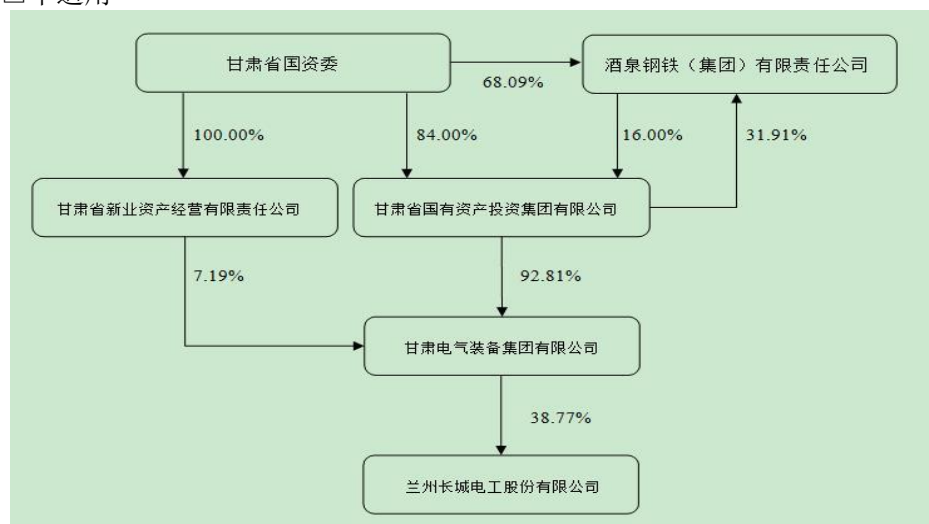 甘肃省国资委
酒泉钢铁（集团）有限责任公司
68.09%
100.00%
84.00%
16.00%
31.91%
甘肃省新业资产经营有限责任公司
甘肃省国有资产投资集团有限公司
7.19%
92.81%
甘肃电气装备集团有限公司
38.77%
兰州长城电工股份有限公司